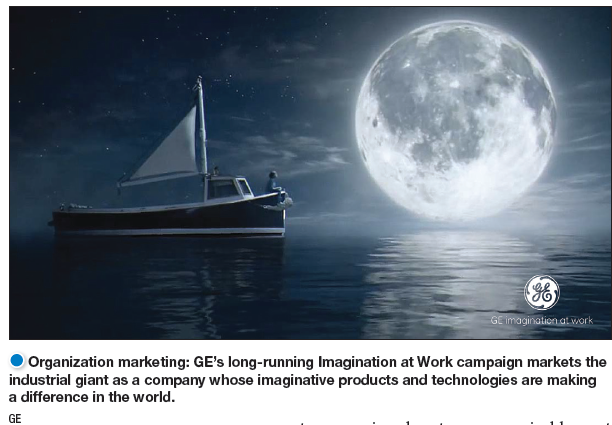 GE imagination at work
Organization marketing: GE's long-running Imagination at Work campaign markets the
industrial giant as a company whose imaginative products and technologies are making
a difference in the world.
GE